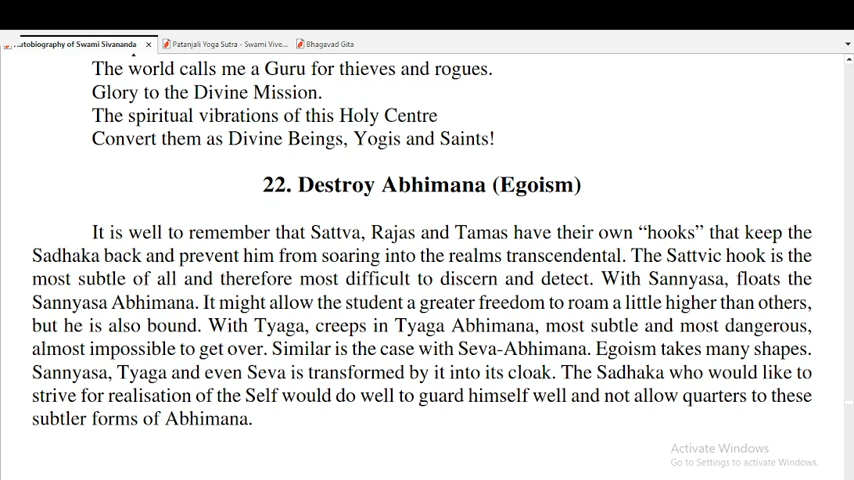 utobiography of Swami Sivananda
Patanjali Yoga Sutra - Swami Vive...
Bhagavad Gita
The world calls me a Guru for thieves and rogues.
Glory to the Divine Mission.
The spiritual vibrations of this Holy Centre
Convert them as Divine Beings, Yogis and Saints!
22. Destroy Abhimana (Egoism)
It is well to remember that Sattva, Rajas and Tamas have their own “hooks” that keep the
Sadhaka back and prevent him from soaring into the realms transcendental. The Sattvic hook is the
most subtle of all and therefore most difficult to discern and detect. With Sannyasa, floats the
Sannyasa Abhimana. It might allow the student a greater freedom to roam a little higher than others,
but he is also bound. With Tyaga, creeps in Tyaga Abhimana, most subtle and most dangerous,
almost impossible to get over. Similar is the case with Seva-Abhimana. Egoism takes many shapes.
Sannyasa, Tyaga and even Seva is transformed by it into its cloak. The Sadhaka who would like to
strive for realisation of the Self would do well to guard himself well and not allow quarters to these
subtler forms of Abhimana.
Activate Windows
Go to Settings to activate Windows.